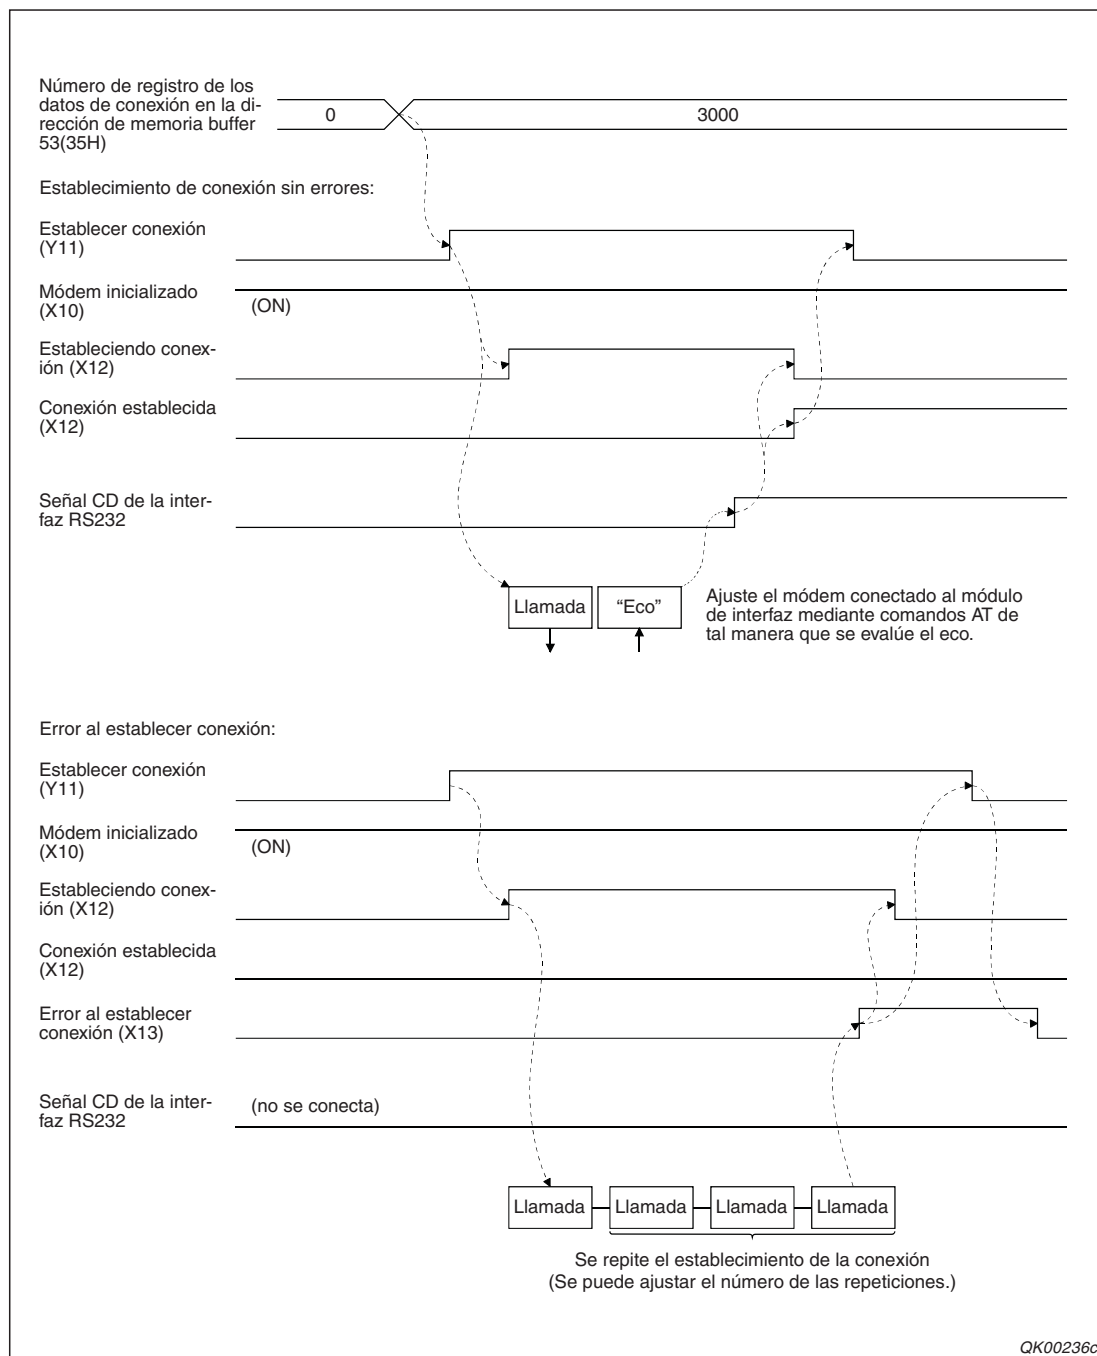 Número de registro de los
datos de conexión en la di-
rección de memoria buffer
53(35H)
0
3000
Establecimiento de conexión sin errores:
Establecer conexión
(Y11)
Módem inicializado
(X10)
(ON)
Estableciendo conex-
ión (X12)
Conexión establecida
(X12)
Señal CD de la inter-
faz RS232
Llamada
“Eco”
Ajuste el módem conectado al módulo
de interfaz mediante comandos AT de
tal manera que se evalúe el eco.
Error al establecer conexión:
Establecer conexión
(Y11)
Módem inicializado
(X10)
(ON)
Estableciendo conex-
ión (X12)
Conexión establecida
(X12)
Error al establecer
conexión (X13)
Señal CD de la inter-
faz RS232
(no se conecta)
Llamada
Llamada
Llamada
Llamada
Se repite el establecimiento de la conexión
(Se puede ajustar el número de las repeticiones.)
QK00236c